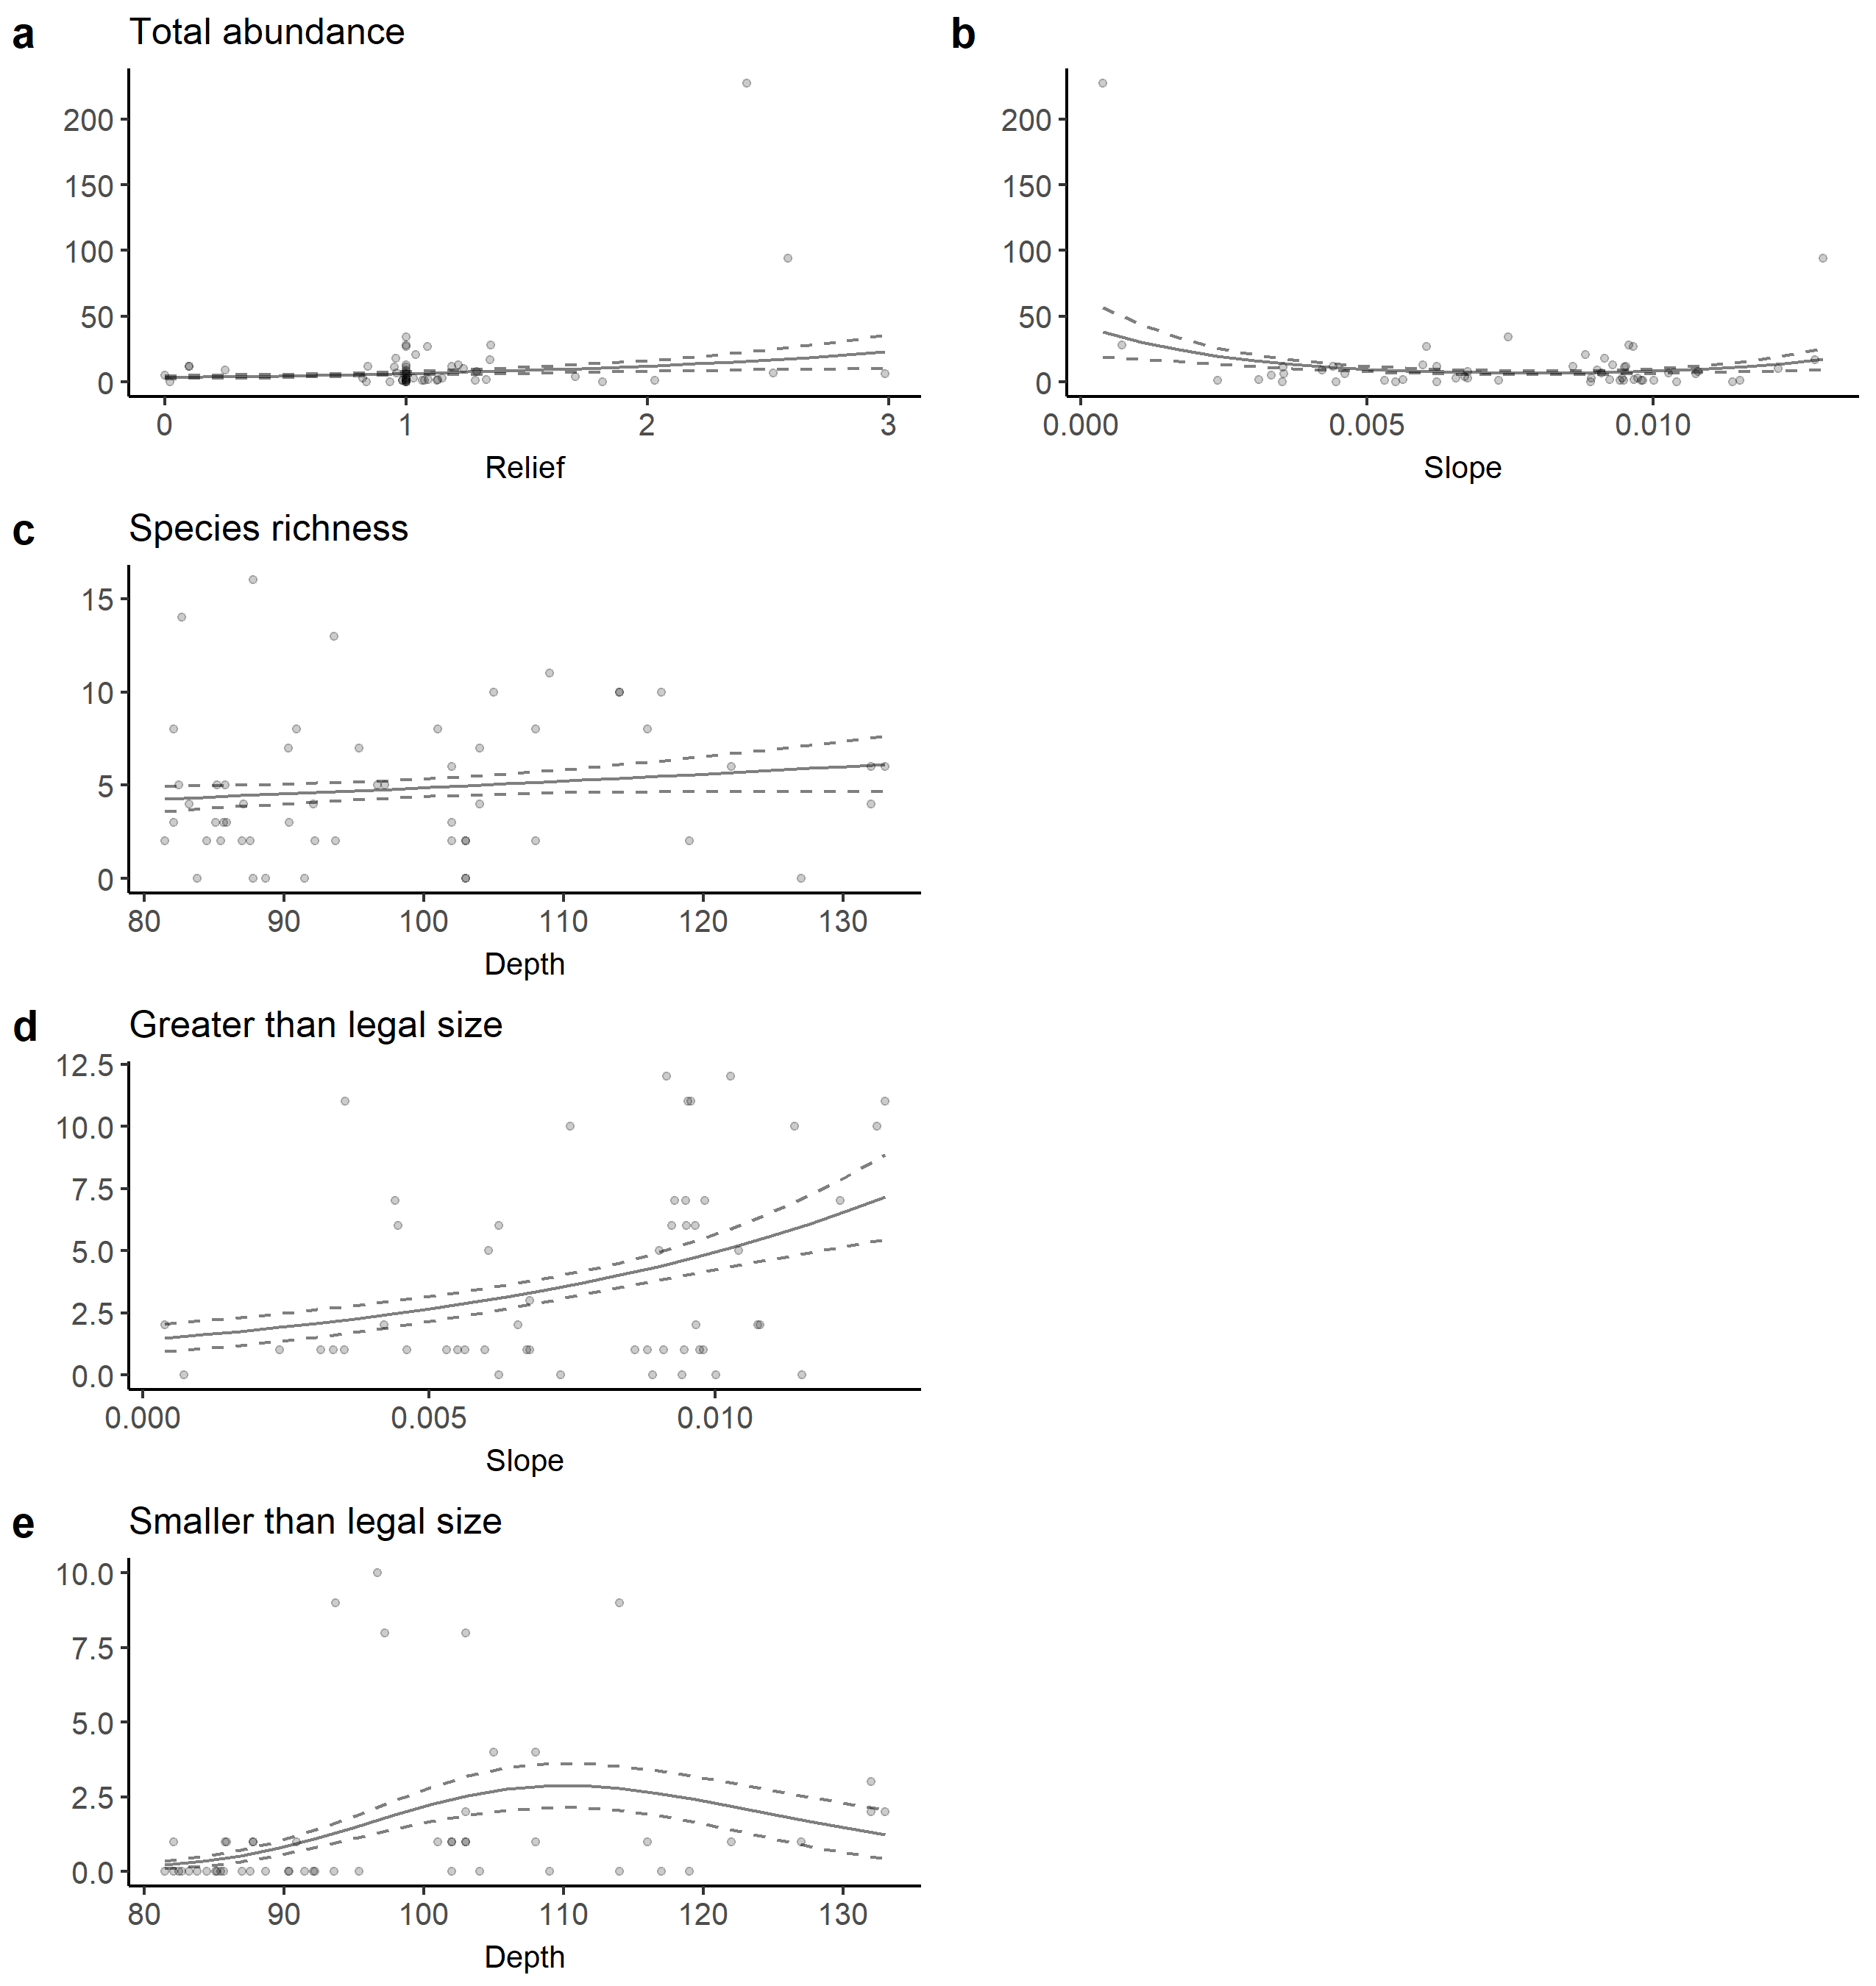 a Total abundance
200
150
100
50
0
0 1 2 3
Relief
b
200
150
100
50
0
0.000 0.005 0.010
Slope
c Species richness
15
10
5
0
80 90 100 110 120 130
Depth
d Greater than legal size
12.5
10.0
7.5
5.0
2.5
0.0
0.000 0.005 0.010
Slope
e Smaller than legal size
10.0
7.5
5.0
2.5
0.0
80 90 100 110 120 130
Depth